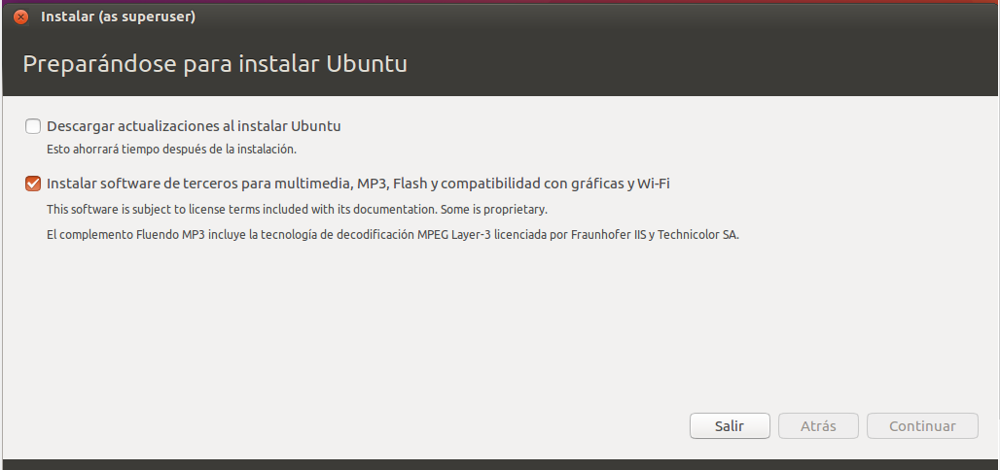 Instalar (as superuser)
Preparándose para instalar Ubuntu
Descargar actualizaciones al instalar Ubuntu
Esto ahorrará tiempo después de la instalación.
Instalar software de terceros para multimedia, MP3, Flash y compatibilidad con gráficas y Wi-Fi
This software is subject to license terms included with its documentation. Some is proprietary.
El complemento Fluendo MP3 incluye la tecnología de decodificación MPEG Layer-3 licenciada por Fraunhofer IIS y Technicolor SA.
Salir Atrás Continuar